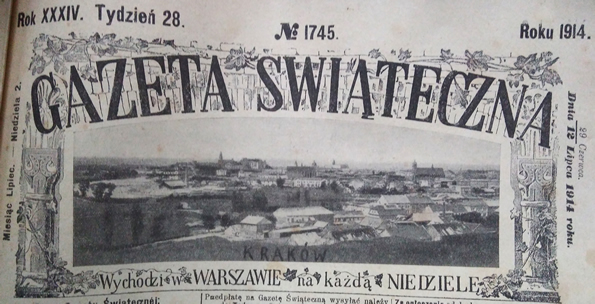 Rok XXXIV. Tydzień 28.
№ 1745.
Roku 1914.
GAZETA ŚWIĄTECZNA
Miesiąc Lipiec. — Niedziela 2.
Dnia 29 Czerwca 12 Lipca 1914 roku.
KRAKÓW
Wychodzi w WARSZAWIE na każdą NIEDZIELĘ
Przedpłatę na Gazetę Świąteczną wysyłać należy